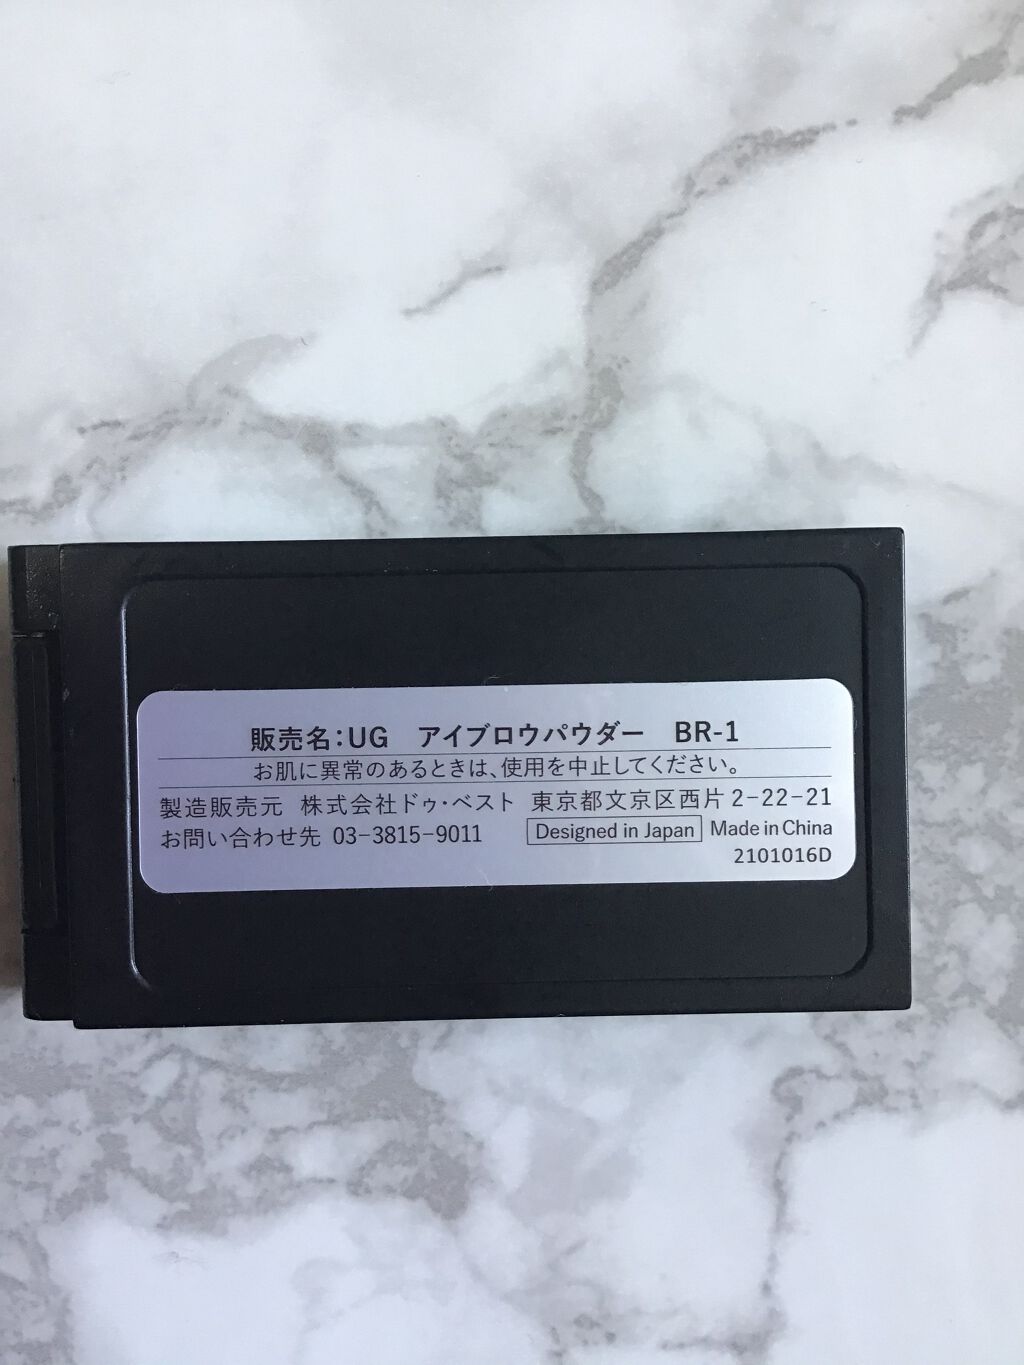 販売名:UG アイブロウパウダー BR-1
お肌に異常のあるときは、使用を中止してください。
製造販売元 株式会社ドゥ・ベスト 東京都文京区西片2-22-21
お問い合わせ先 03-3815-9011 Designed in Japan Made in China
2101016D